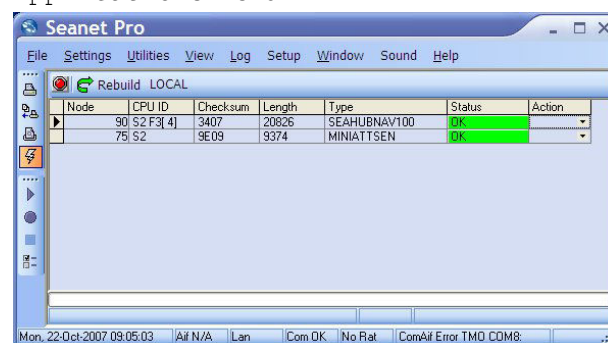 Seanet Pro
File Settings Utilities View Log Setup Window Sound Help
Rebuild LOCAL
Node CPU ID Checksum Length Type Status Action
90 S2 F3[ 4] 3407 20826 SEAHUBNAV100 OK
75 S2 9E09 9374 MINIATTSEN OK
Mon, 22-Oct-2007 09:05:03 Aif N/A Lan Com OK No Rat ComAif Error TMO COM8: